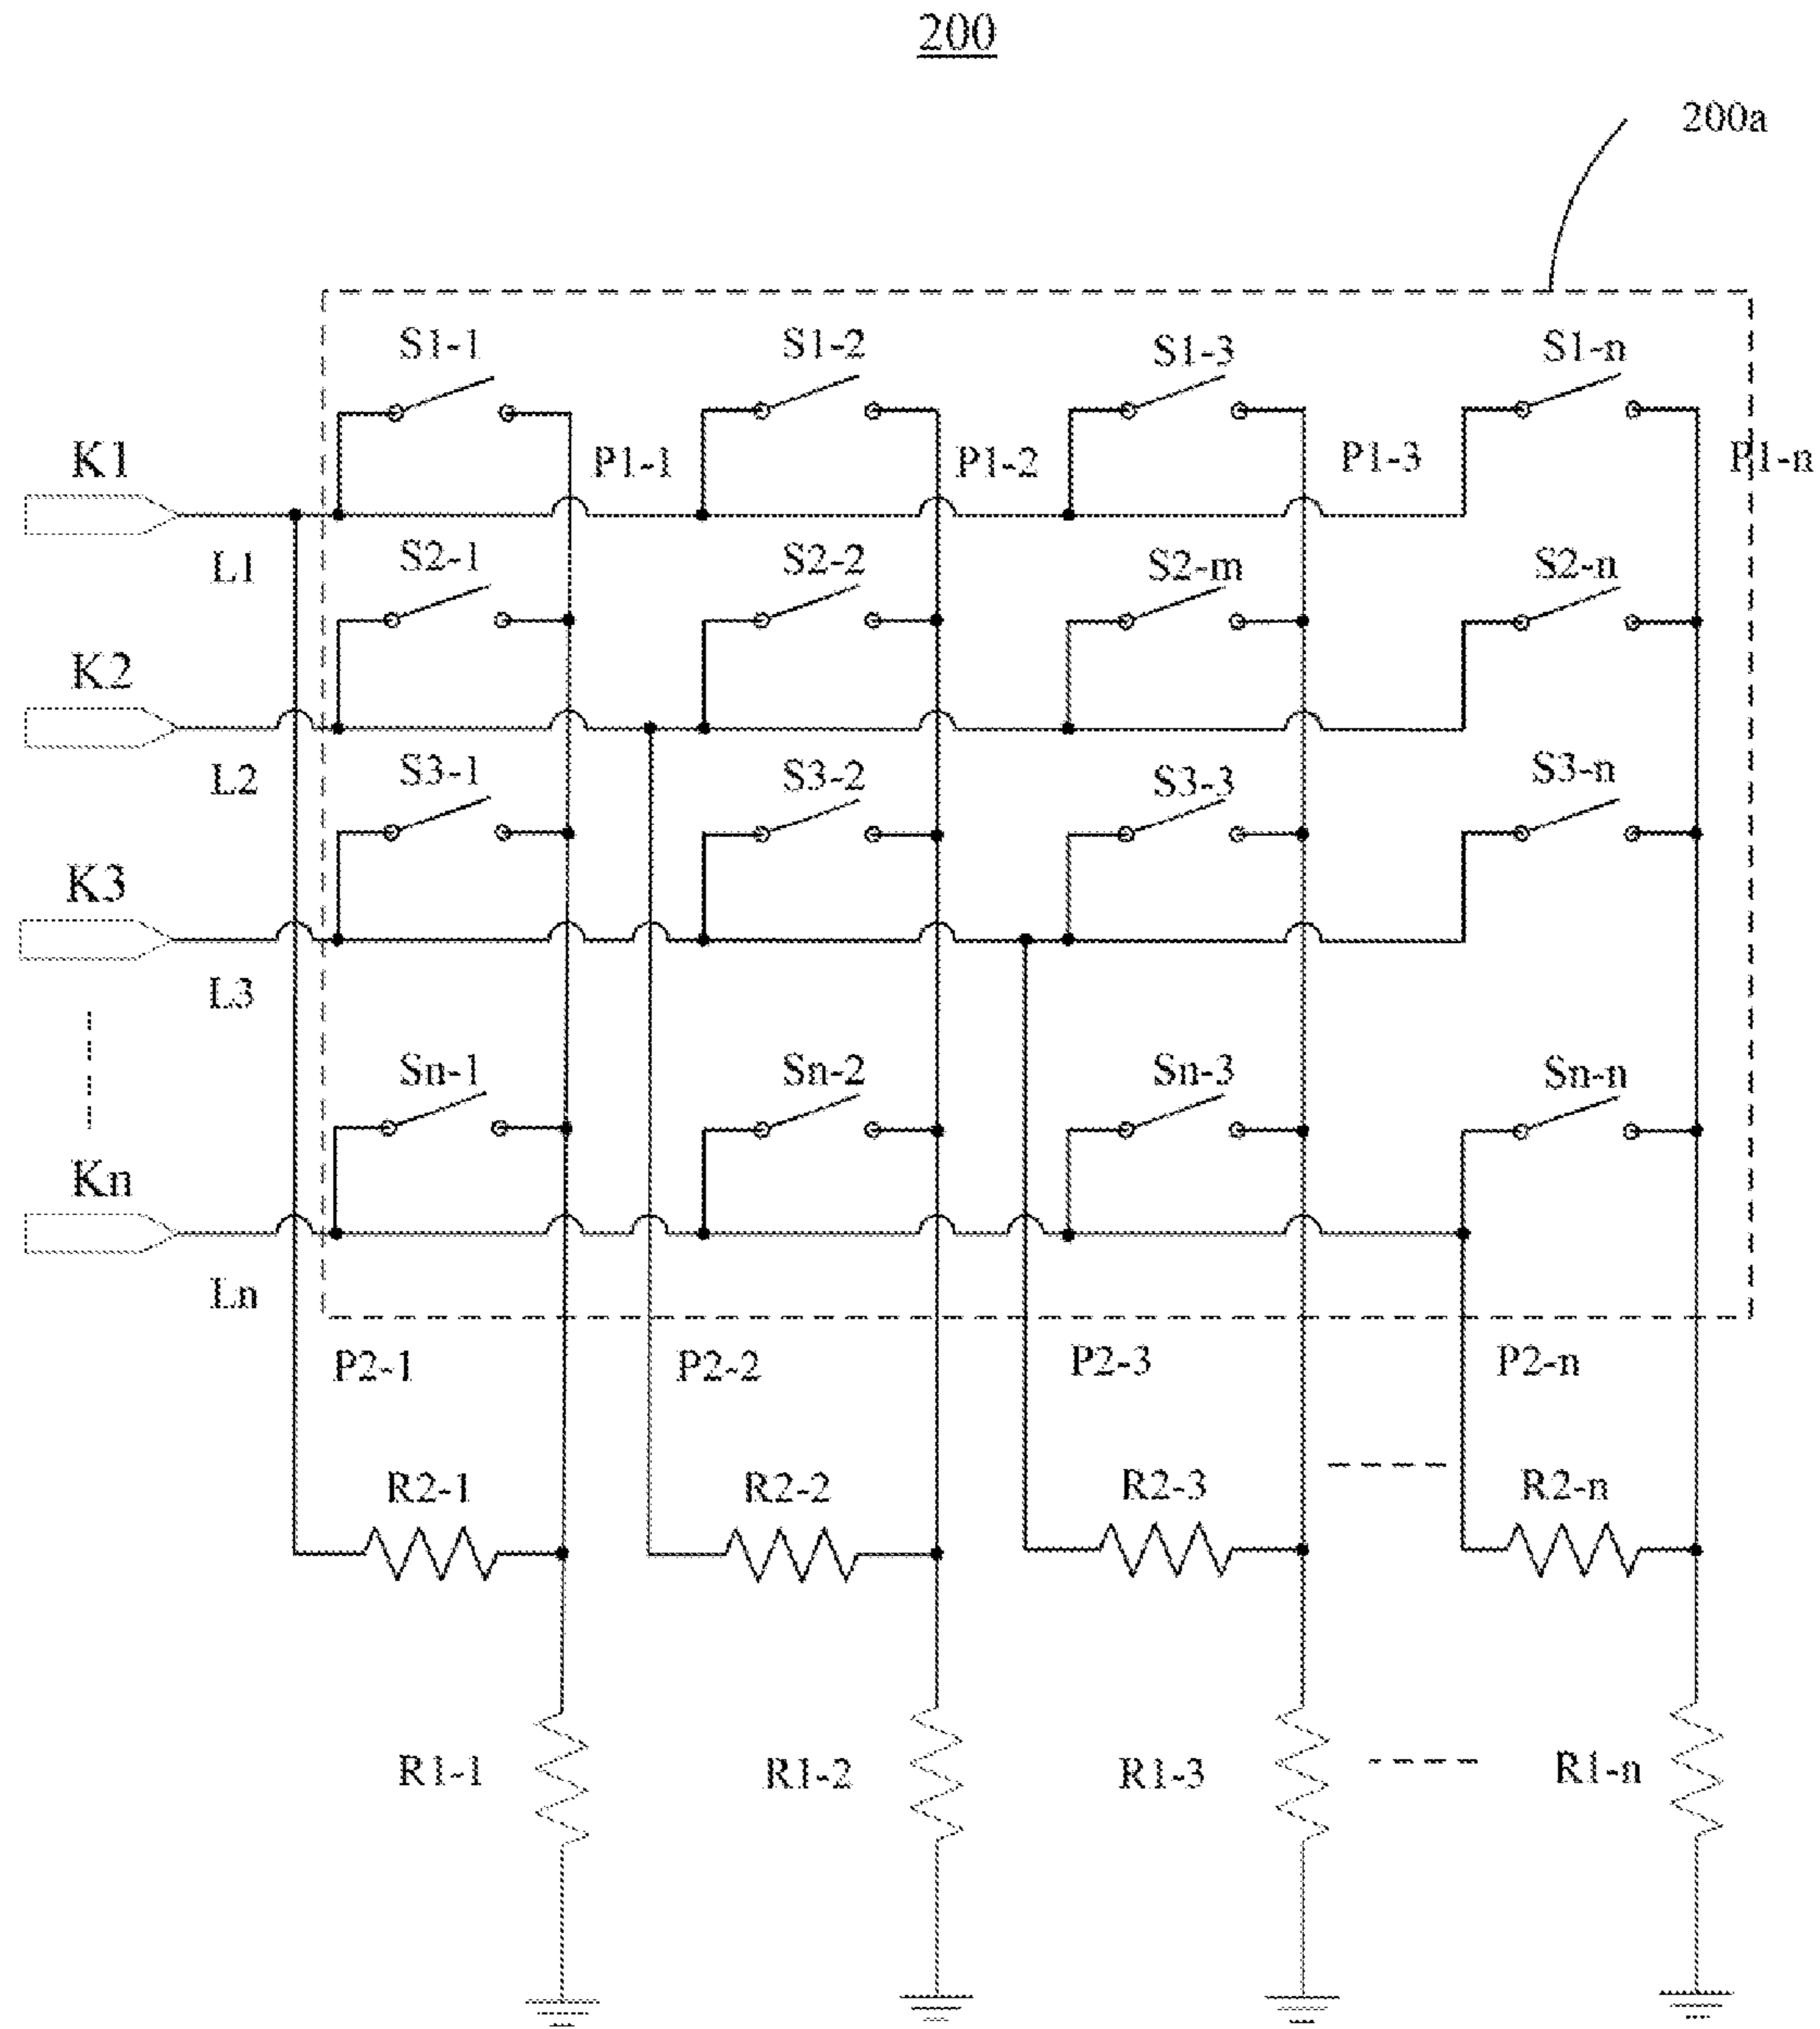 200
200a
S1-1 S1-2 S1-3 S1-n
K1 P1-1 P1-2 P1-3 P1-n
L1 S2-1 S2-2 S2-m S2-n
K2
L2 S3-1 S3-2 S3-3 S3-n
K3
L3
Sn-1 Sn-2 Sn-3 Sn-n
Kn
Ln
P2-1 P2-2 P2-3 P2-n
R2-1 R2-2 R2-3 R2-n
R1-1 R1-2 R1-3 R1-n